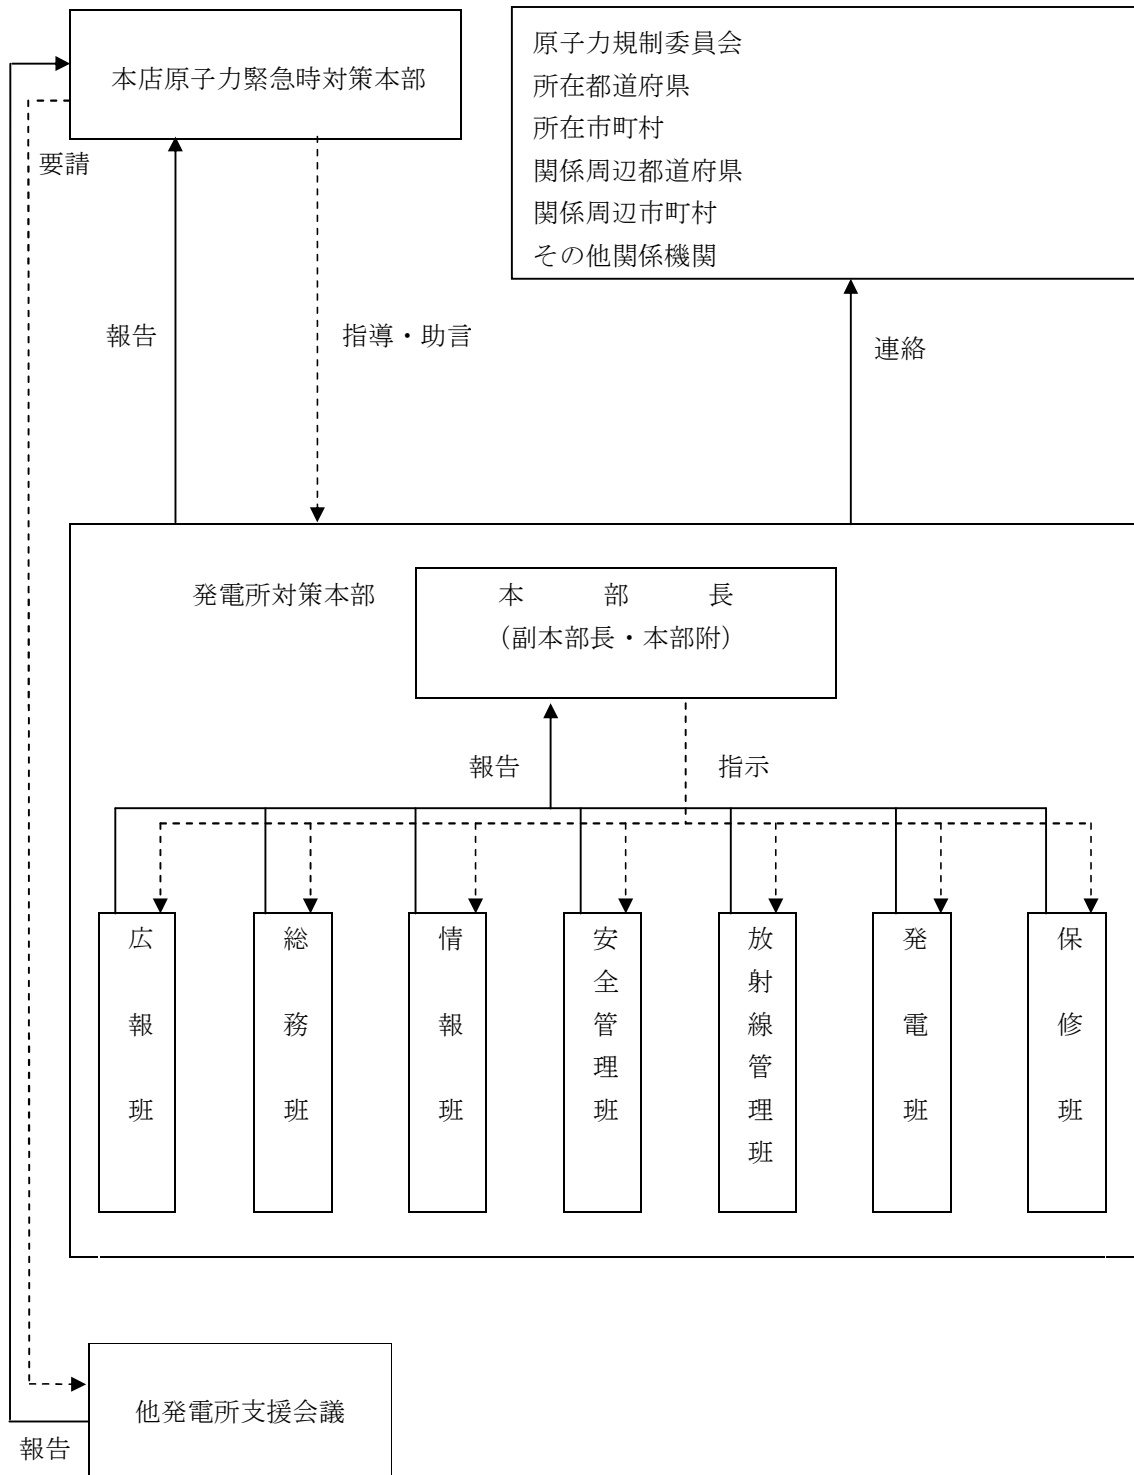 本店原子力緊急時対策本部
原子力規制委員会
所在都道府県
所在市町村
関係周辺都道府県
関係周辺市町村
その他関係機関
要請
報告
指導・助言
連絡
発電所対策本部
本部長
（副本部長・本部附）
報告
指示
広報班
総務班
情報班
安全管理班
放射線管理班
発電班
保修班
他発電所支援会議
報告